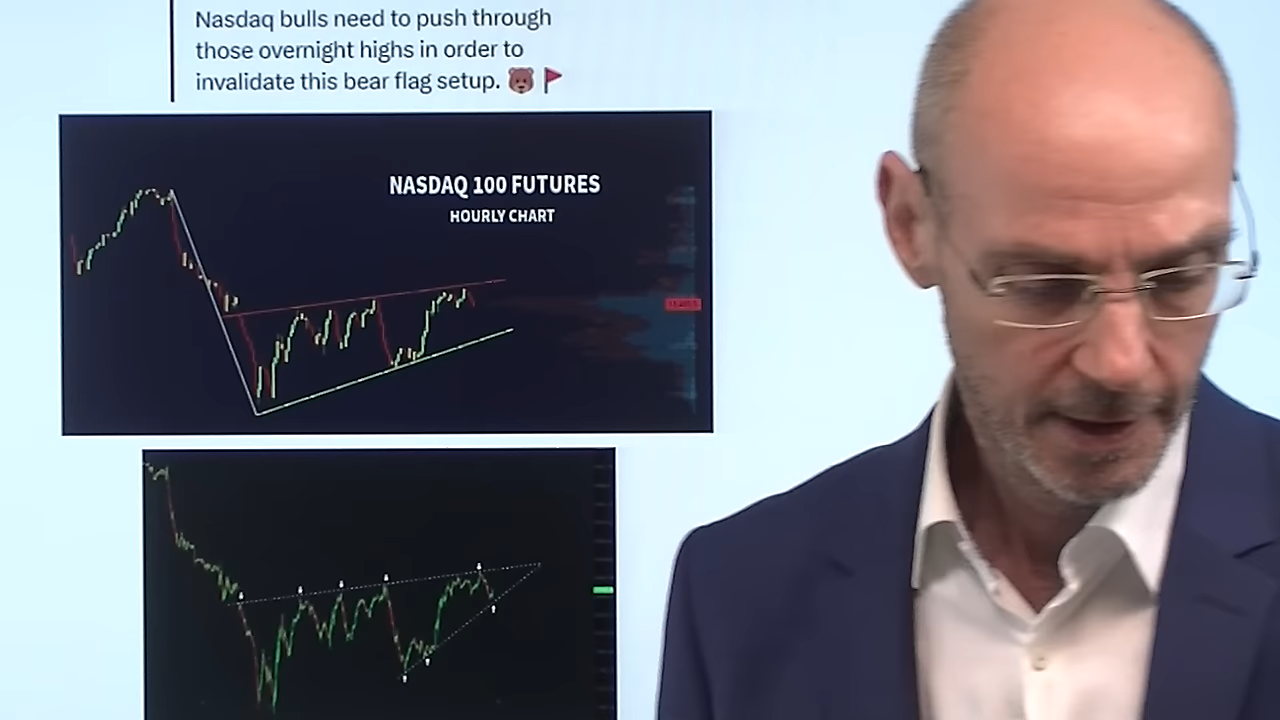 Nasdaq bulls need to push through
those overnight highs in order to
invalidate this bear flag setup. 🐻 🚩
NASDAQ 100 FUTURES
HOURLY CHART